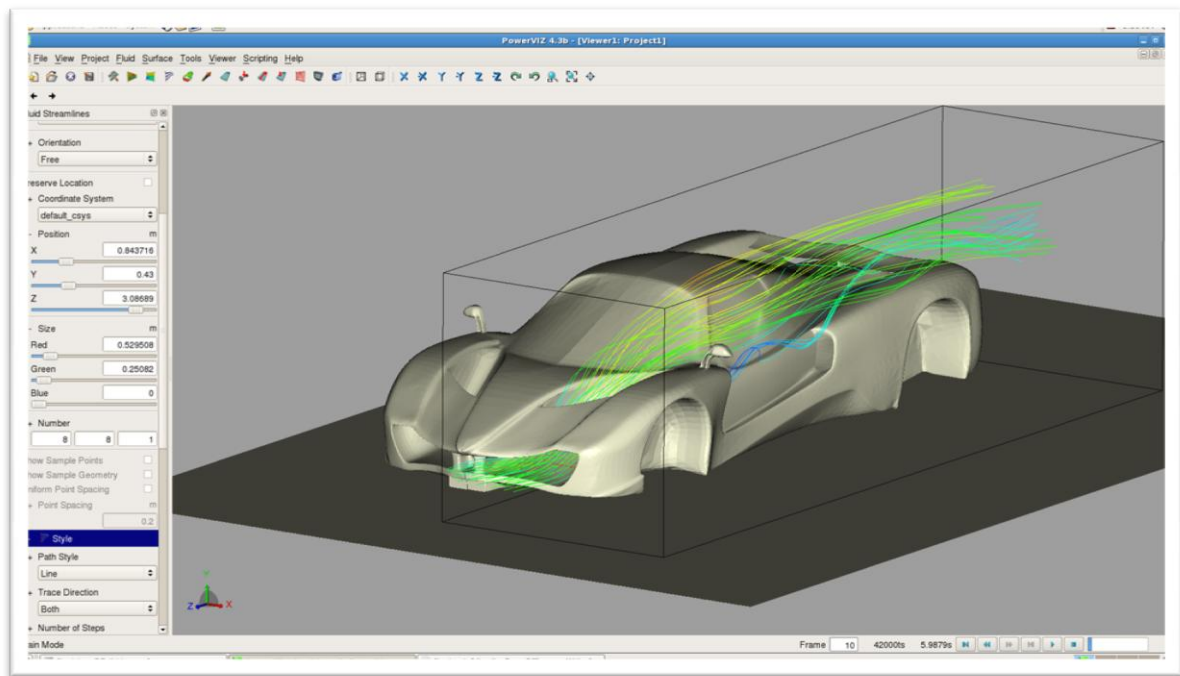 PowerVIZ 4.3b - [Viewer1: Project1]
File View Project Fluid Surface Tools Viewer Scripting Help
luid Streamlines
Orientation
Free
reserve Location
Coordinate System
default_csys
- Position m
X 0.843716
Y 0.43
Z 3.08689
- Size m
Red 0.529508
Green 0.25082
Blue 0
+ Number
8 8 1
how Sample Points
how Sample Geometry
niform Point Spacing
+ Point Spacing m
0.2
Style
+ Path Style
Line
+ Trace Direction
Both
+ Number of Steps
Y
Z X
ain Mode Frame 10 42000ts 5.9879s